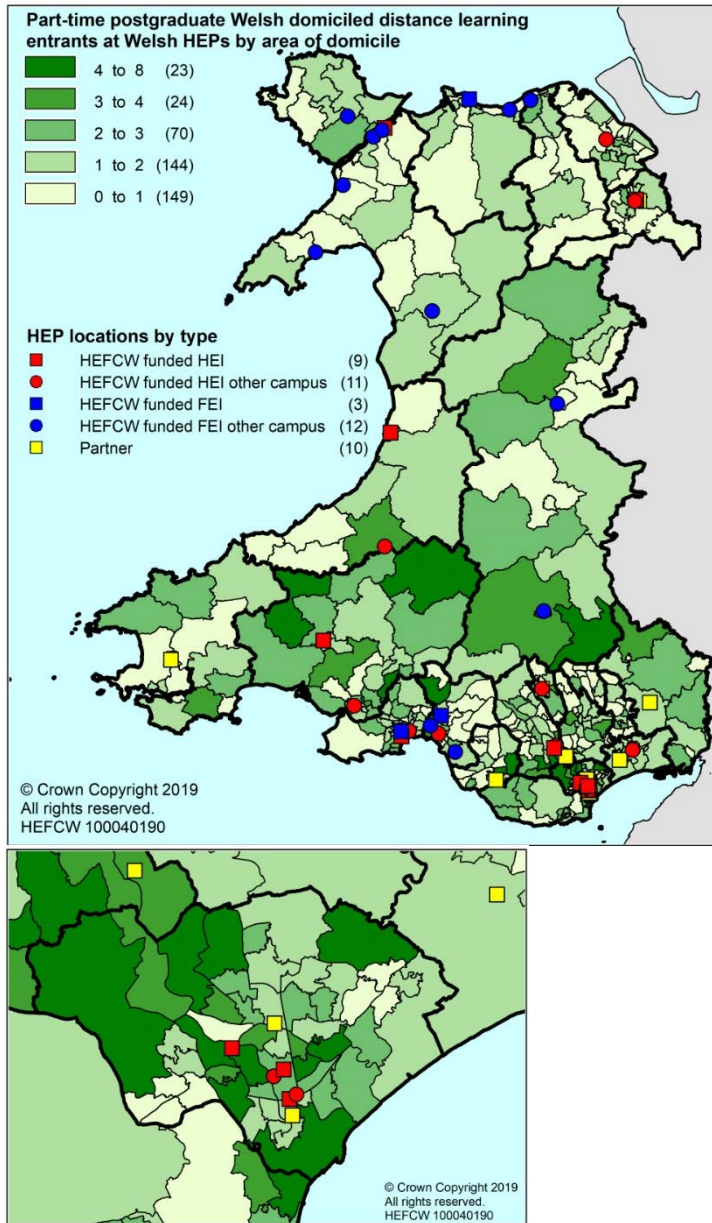 Part-time postgraduate Welsh domiciled distance learning
entrants at Welsh HEPs by area of domicile
4 to 8 (23)
3 to 4 (24)
2 to 3 (70)
1 to 2 (144)
0 to 1 (149)
HEP locations by type
HEFCW funded HEI (9)
HEFCW funded HEI other campus (11)
HEFCW funded FEI (3)
HEFCW funded FEI other campus (12)
Partner (10)
© Crown Copyright 2019
All rights reserved.
HEFCW 100040190
© Crown Copyright 2019
All rights reserved.
HEFCW 100040190